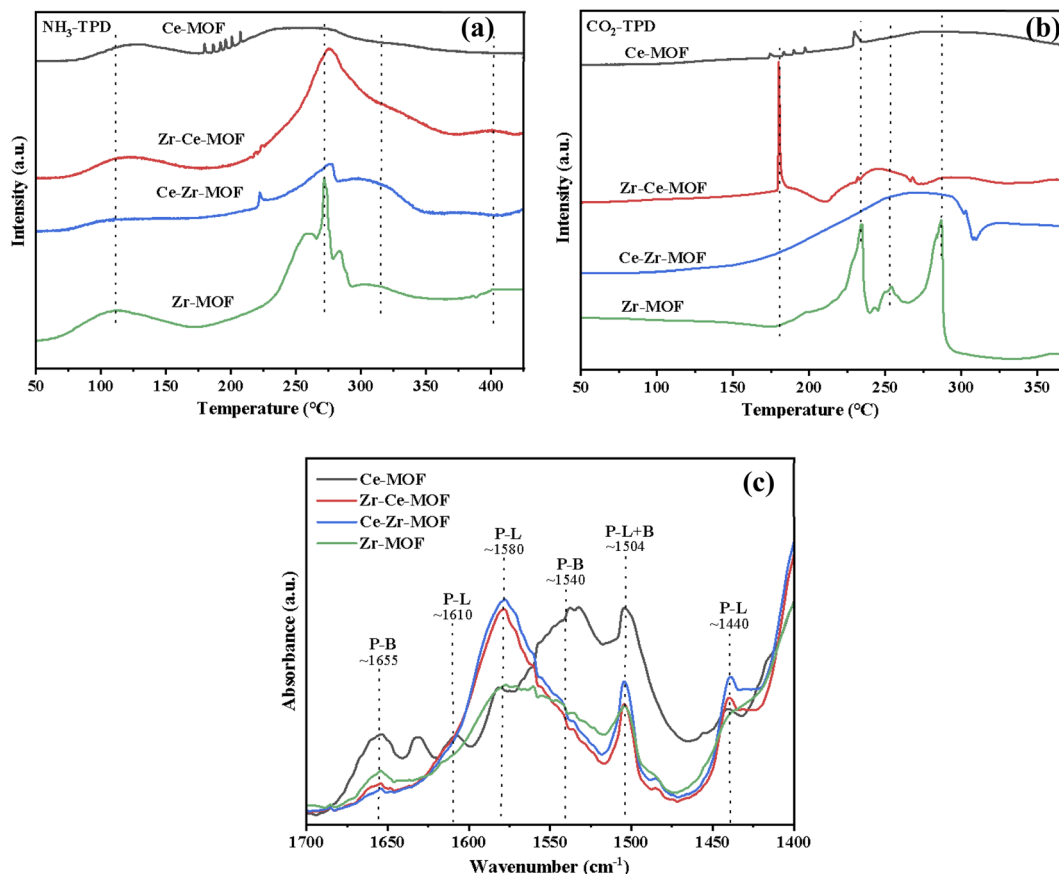 (a)
NH₃-TPD
Ce-MOF
Zr-Ce-MOF
Ce-Zr-MOF
Zr-MOF
Intensity (a.u.)
50 100 150 200 250 300 350 400
Temperature (°C)
(b)
CO₂-TPD
Ce-MOF
Zr-Ce-MOF
Ce-Zr-MOF
Zr-MOF
Intensity (a.u.)
50 100 150 200 250 300 350
Temperature (°C)
(c)
Ce-MOF
Zr-Ce-MOF
Ce-Zr-MOF
Zr-MOF
P-B
~1655
P-L
~1610
P-L
~1580
P-B
~1540
P-L+B
~1504
P-L
~1440
Absorbance (a.u.)
1700 1650 1600 1550 1500 1450 1400
Wavenumber (cm⁻¹)